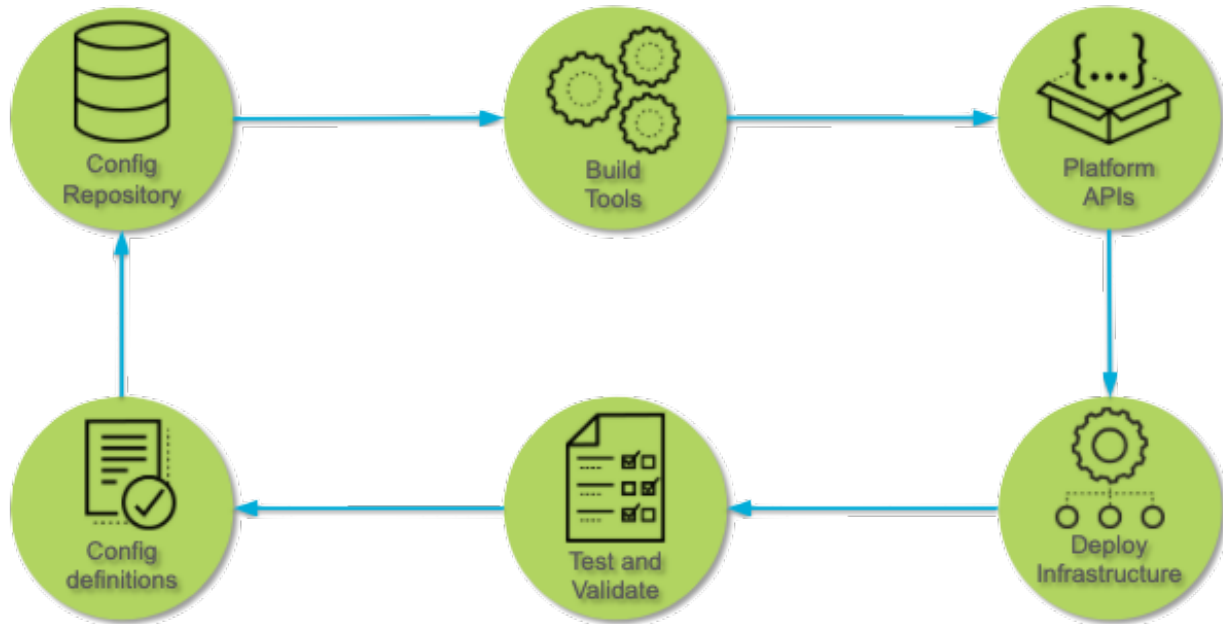 Config
Repository
Build
Tools
{...}
Platform
APIs
Config
definitions
Test and
Validate
Deploy
Infrastructure